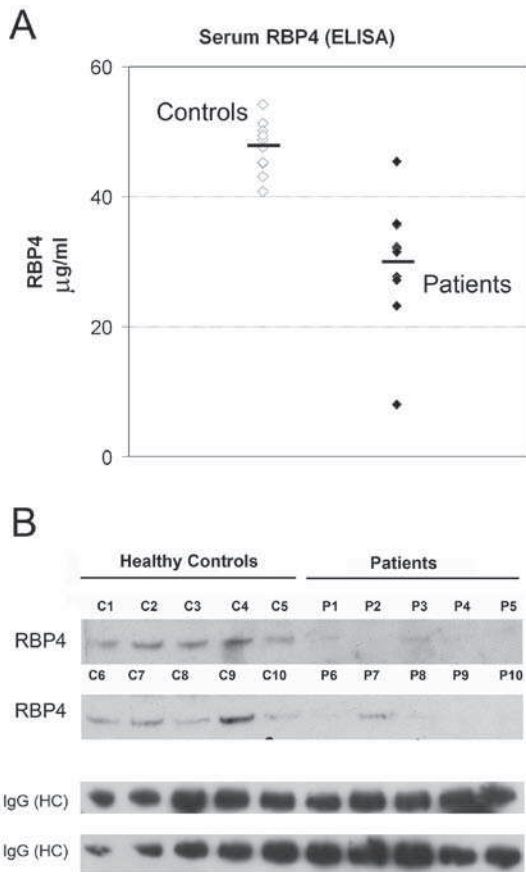 A
Serum RBP4 (ELISA)
60
Controls
40
RBP4
µg/ml
Patients
20
0
B
Healthy Controls Patients
C1 C2 C3 C4 C5 P1 P2 P3 P4 P5
RBP4
C6 C7 C8 C9 C10 P6 P7 P8 P9 P10
RBP4
IgG (HC)
IgG (HC)